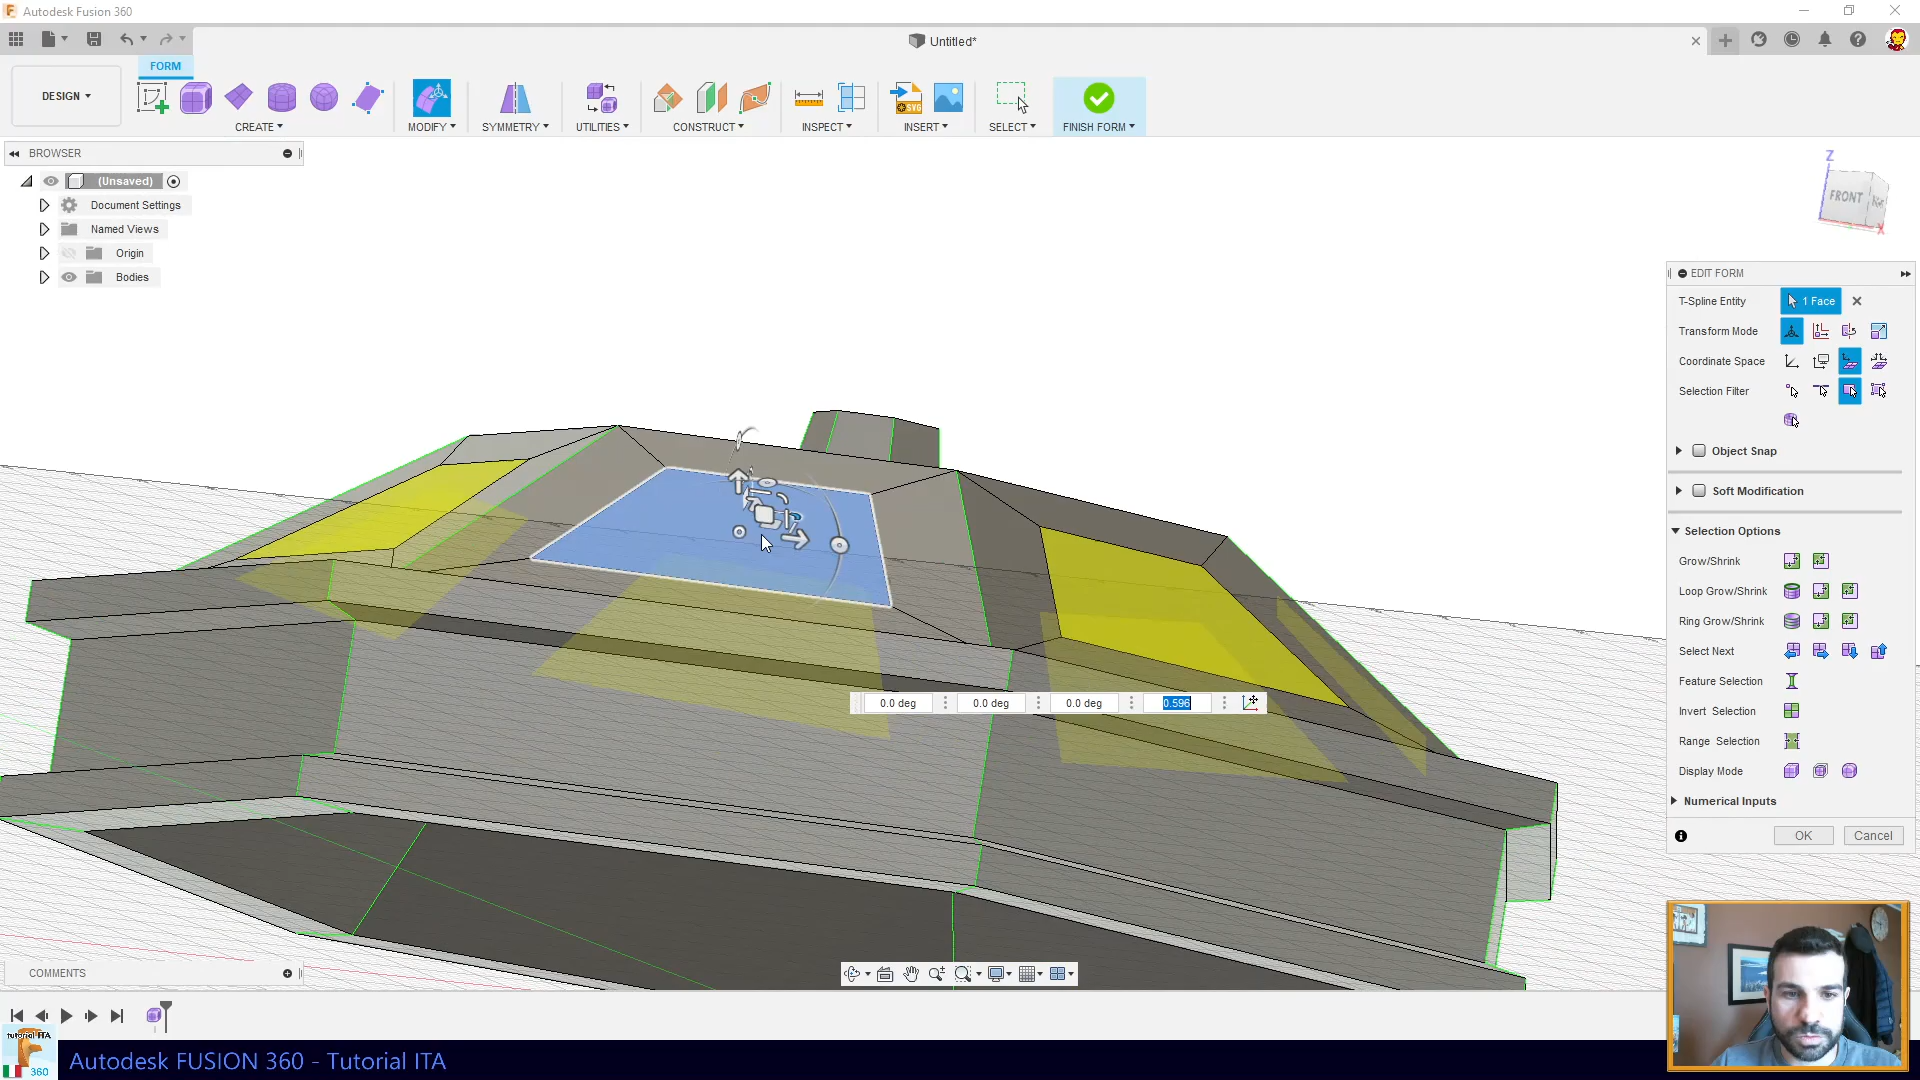 Autodesk Fusion 360
Untitled*
FORM
DESIGN
CREATE
MODIFY
SYMMETRY
UTILITIES
CONSTRUCT
INSPECT
INSERT
SELECT
FINISH FORM
BROWSER
(Unsaved)
Document Settings
Named Views
Origin
Bodies
Z
FRONT
X
EDIT FORM
T-Spline Entity
1 Face
Transform Mode
Coordinate Space
Selection Filter
Object Snap
Soft Modification
Selection Options
Grow/Shrink
Loop Grow/Shrink
Ring Grow/Shrink
Select Next
Feature Selection
Invert Selection
Range Selection
Display Mode
Numerical Inputs
OK
Cancel
0.0 deg
0.0 deg
0.0 deg
0.596
COMMENTS
tutorial ITA
360
Autodesk FUSION 360 - Tutorial ITA